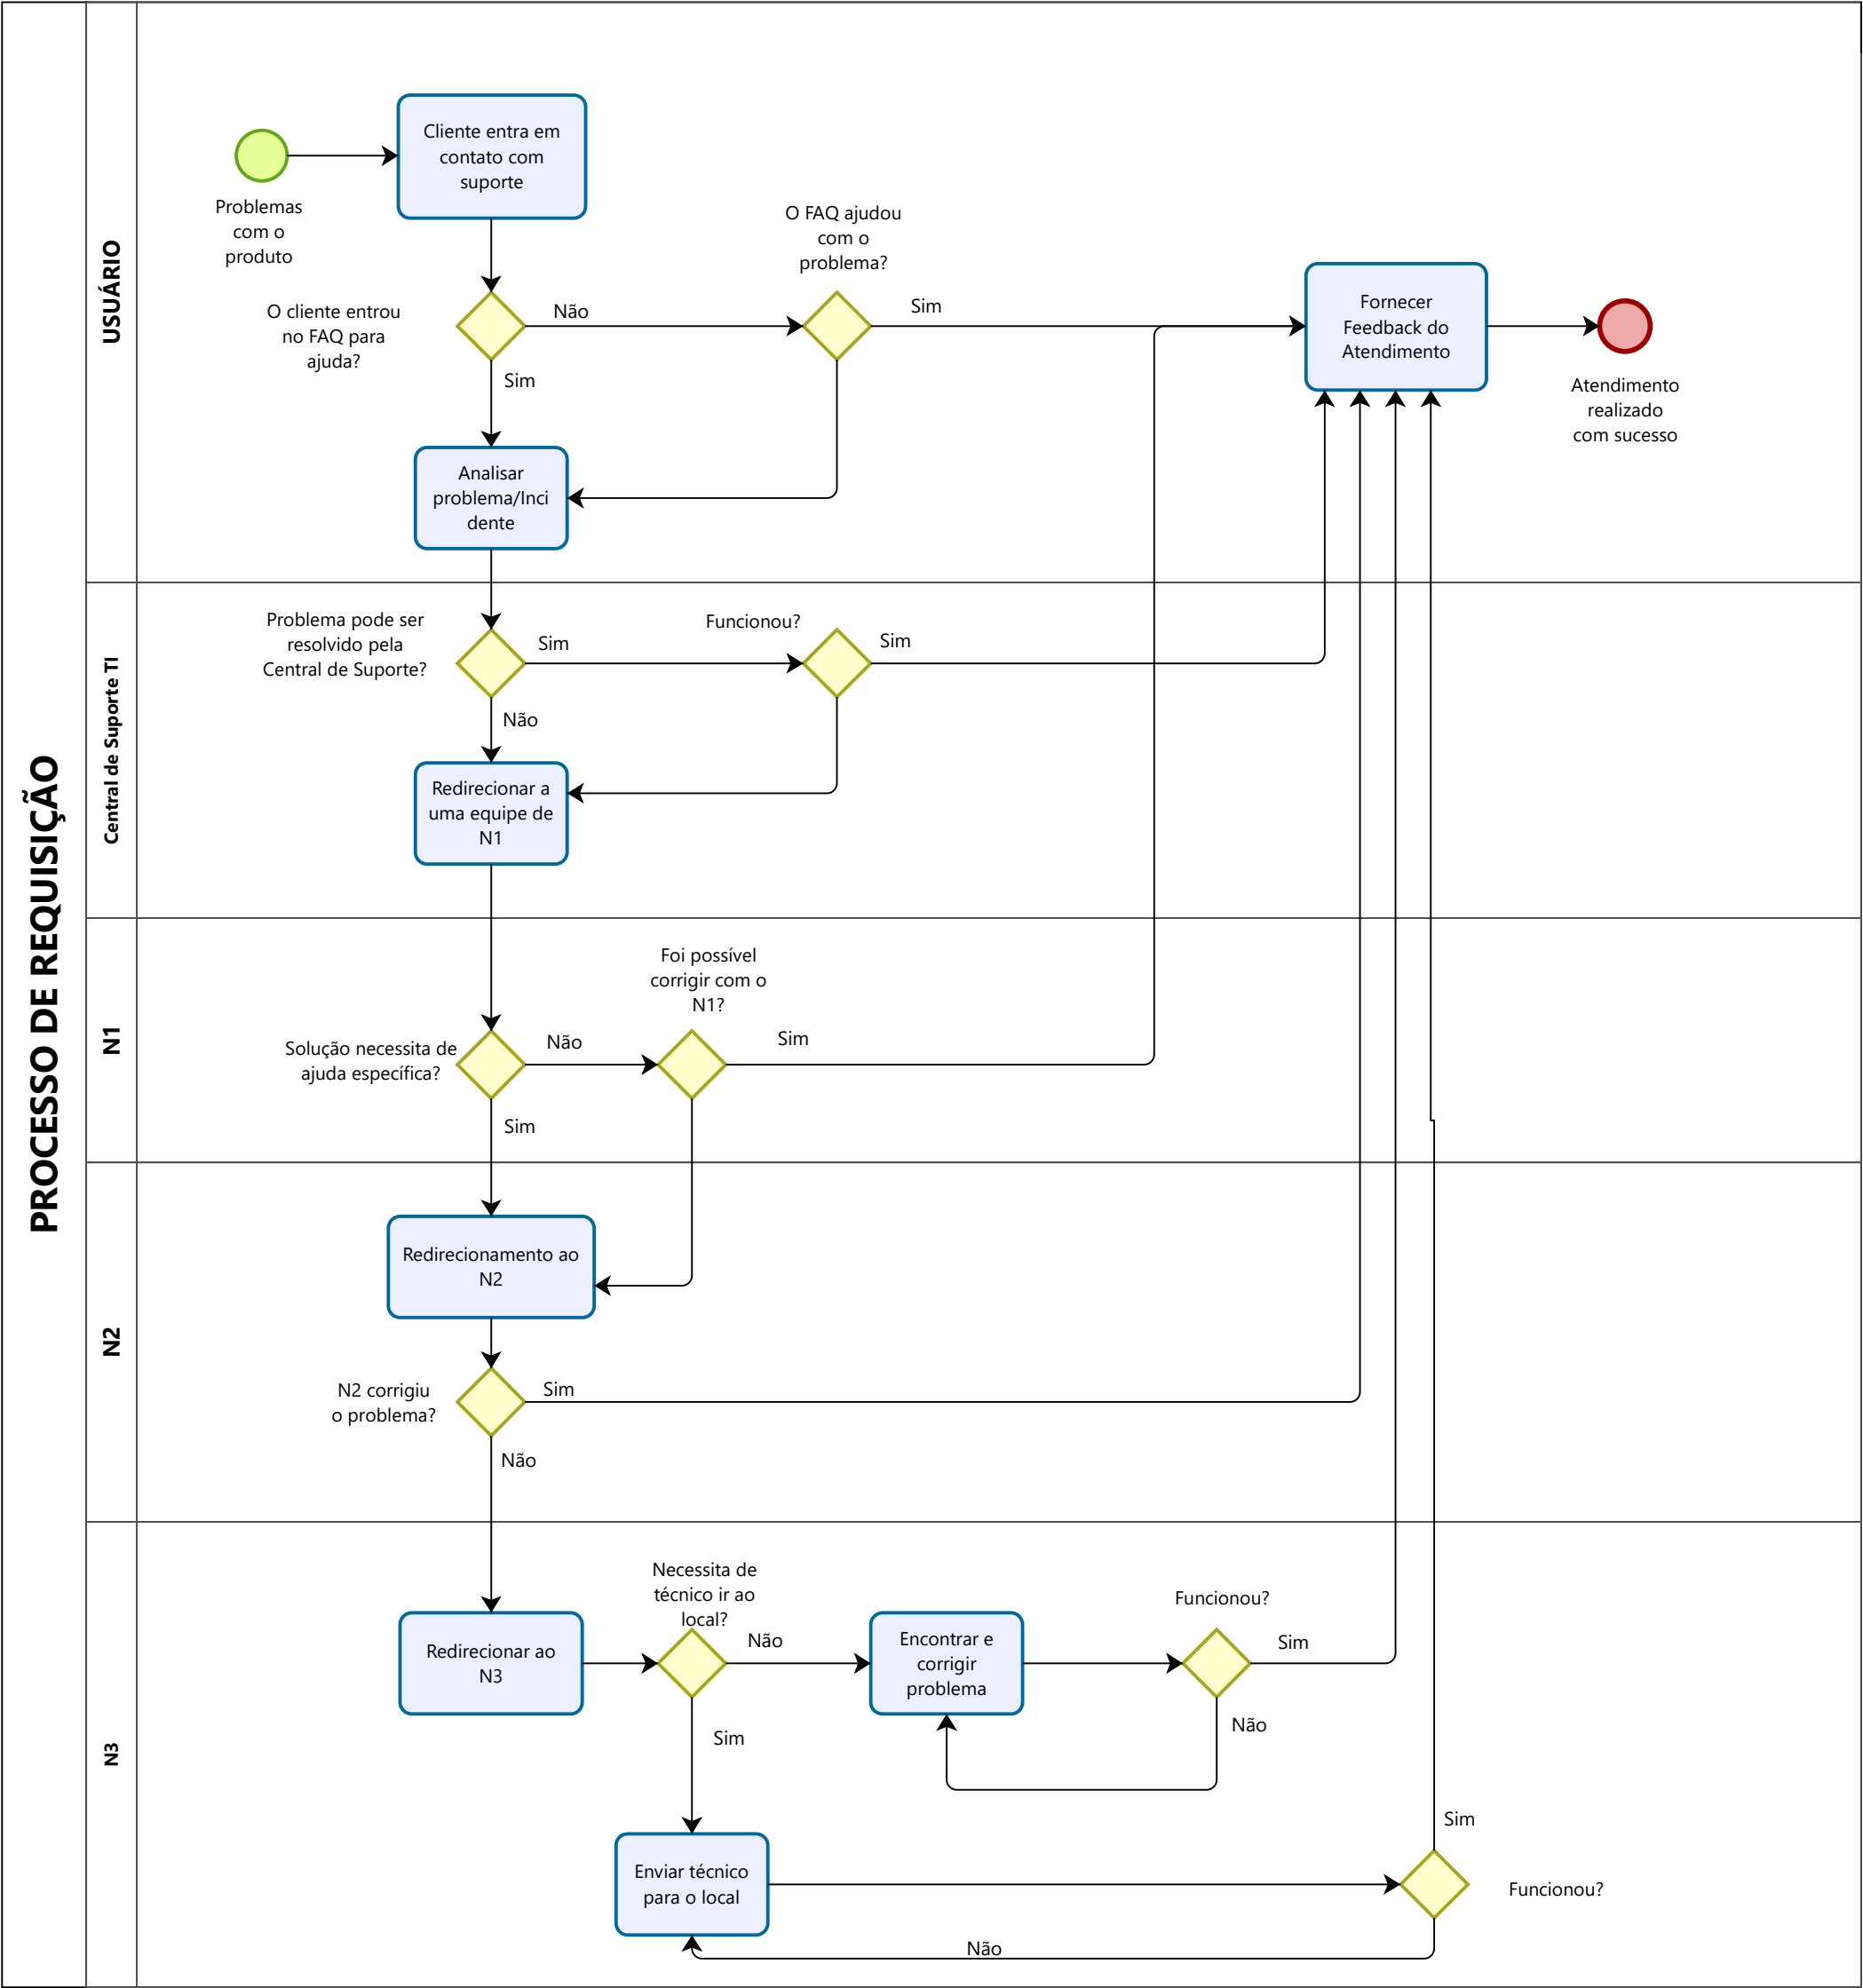 PROCESSO DE REQUISIÇÃO
USUÁRIO
Problemas
com o
produto
Cliente entra em
contato com
suporte
O cliente entrou
no FAQ para
ajuda?
Não
Sim
O FAQ ajudou
com o
problema?
Sim
Fornecer
Feedback do
Atendimento
Atendimento
realizado
com sucesso
Analisar
problema/Inci
dente
Central de Suporte TI
Problema pode ser
resolvido pela
Central de Suporte?
Sim
Não
Funcionou?
Sim
Redirecionar a
uma equipe de
N1
N1
Solução necessita de
ajuda específica?
Não
Sim
Foi possível
corrigir com o
N1?
Sim
N2
Redirecionamento ao
N2
N2 corrigiu
o problema?
Sim
Não
N3
Redirecionar ao
N3
Necessita de
técnico ir ao
local?
Não
Sim
Encontrar e
corrigir
problema
Funcionou?
Sim
Não
Enviar técnico
para o local
Sim
Funcionou?
Não